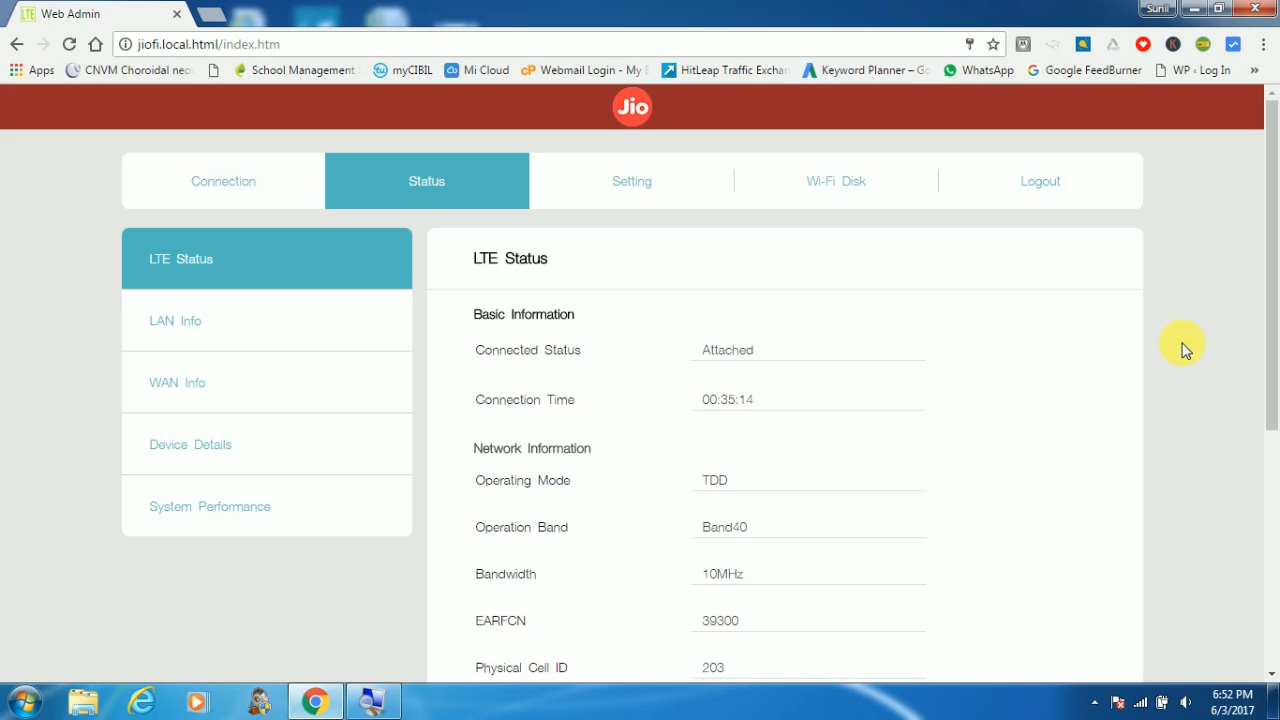 Web Admin
Sunil
jiofi.local.html/index.htm
Apps CNVM Choroidal neo School Management myCIBIL Mi Cloud cP Webmail Login - My HitLeap Traffic Exchan Keyword Planner – Go WhatsApp G Google FeedBurner WP ‹ Log In »
Jio
Connection Status Setting Wi-Fi Disk Logout
LTE Status
LAN Info
WAN Info
Device Details
System Performance
LTE Status
Basic Information
Connected Status Attached
Connection Time 00:35:14
Network Information
Operating Mode TDD
Operation Band Band40
Bandwidth 10MHz
EARFCN 39300
Physical Cell ID 203
6:52 PM
6/3/2017